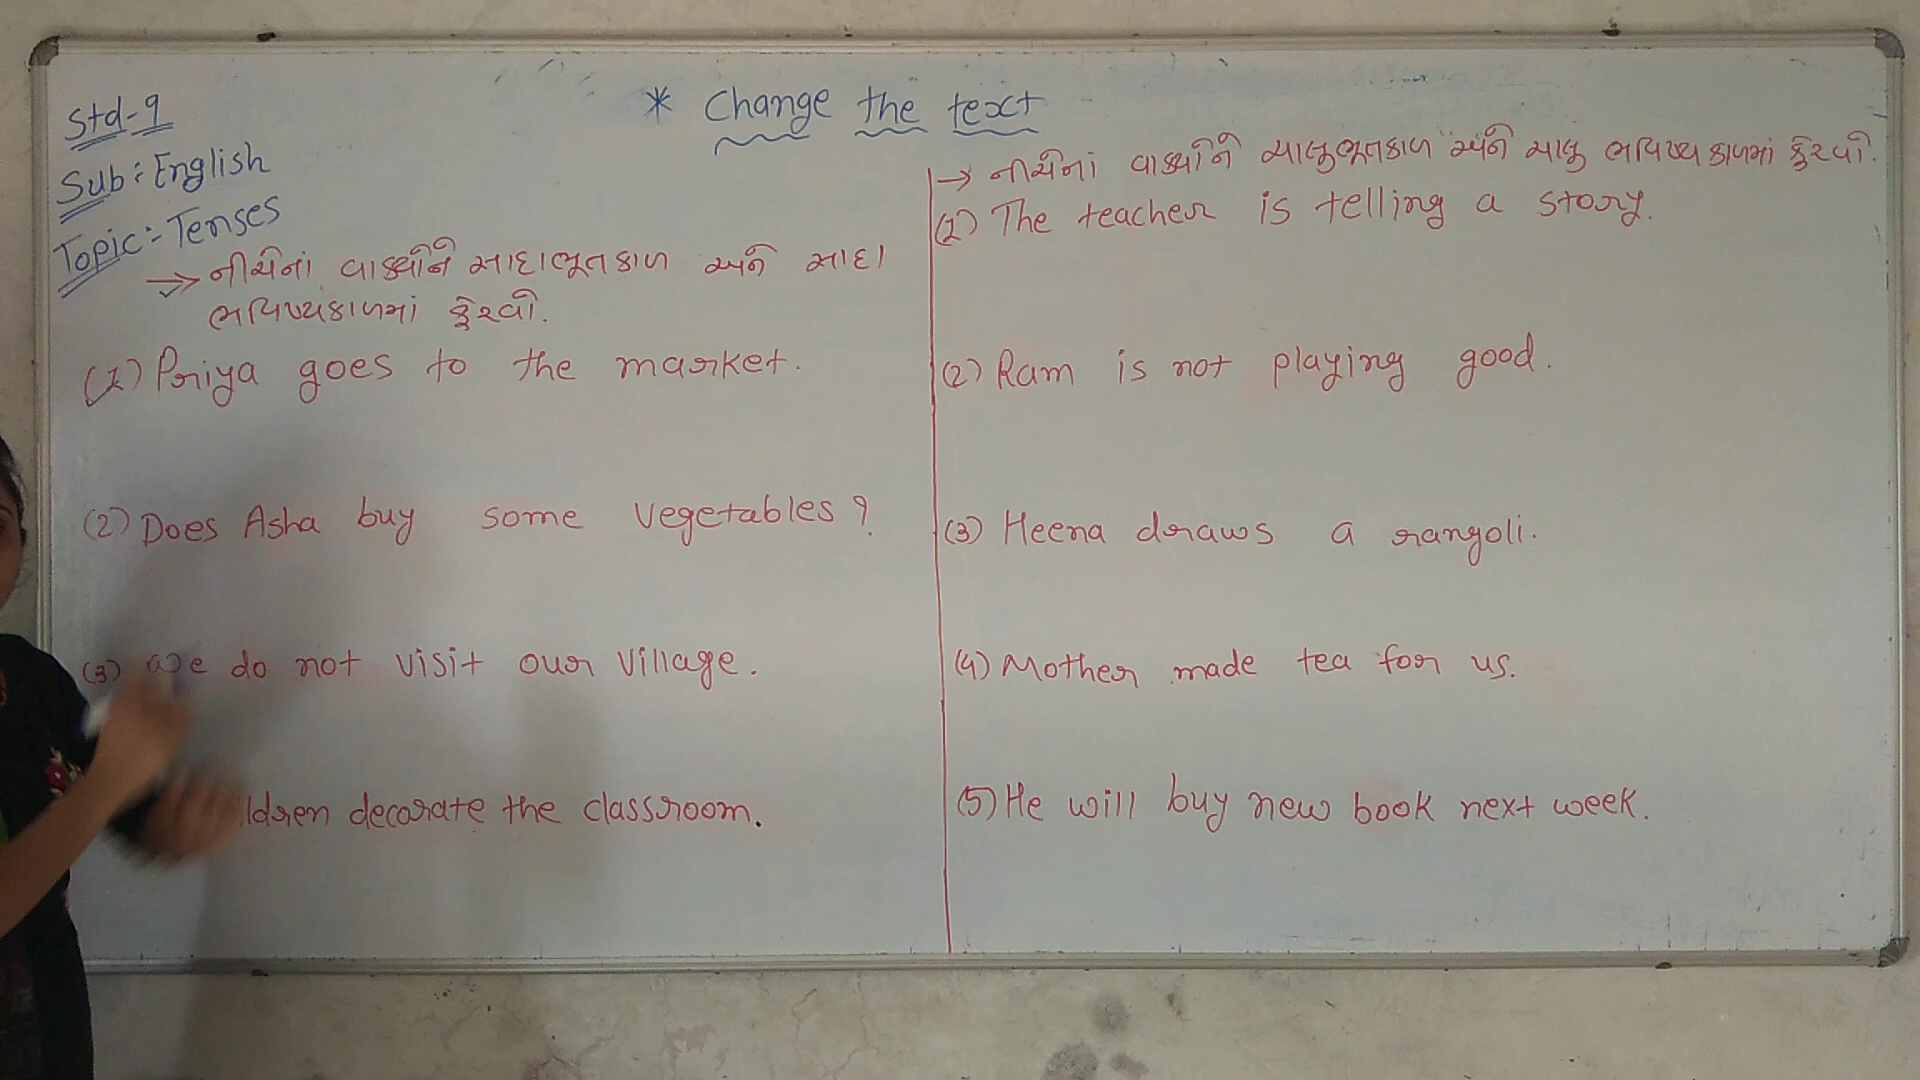 * Change the text
Std-9
Sub:English
Topic:-Tenses
→ નીચેનાં વાક્યોને સાદાભૂતકાળ અને સાદા
ભવિષ્યકાળમાં ફેરવો.
(1) Priya goes to the market.
(2) Does Asha buy some vegetables?
(3) We do not visit our village.
decorate the classroom.
→ નીચેનાં વાક્યોને ચાલુભૂતકાળ અને ચાલુ ભવિષ્યકાળમાં ફેરવો.
(1) The teacher is telling a story.
(2) Ram is not playing good.
(3) Heena draws a rangoli.
(4) Mother made tea for us.
(5) He will buy new book next week.